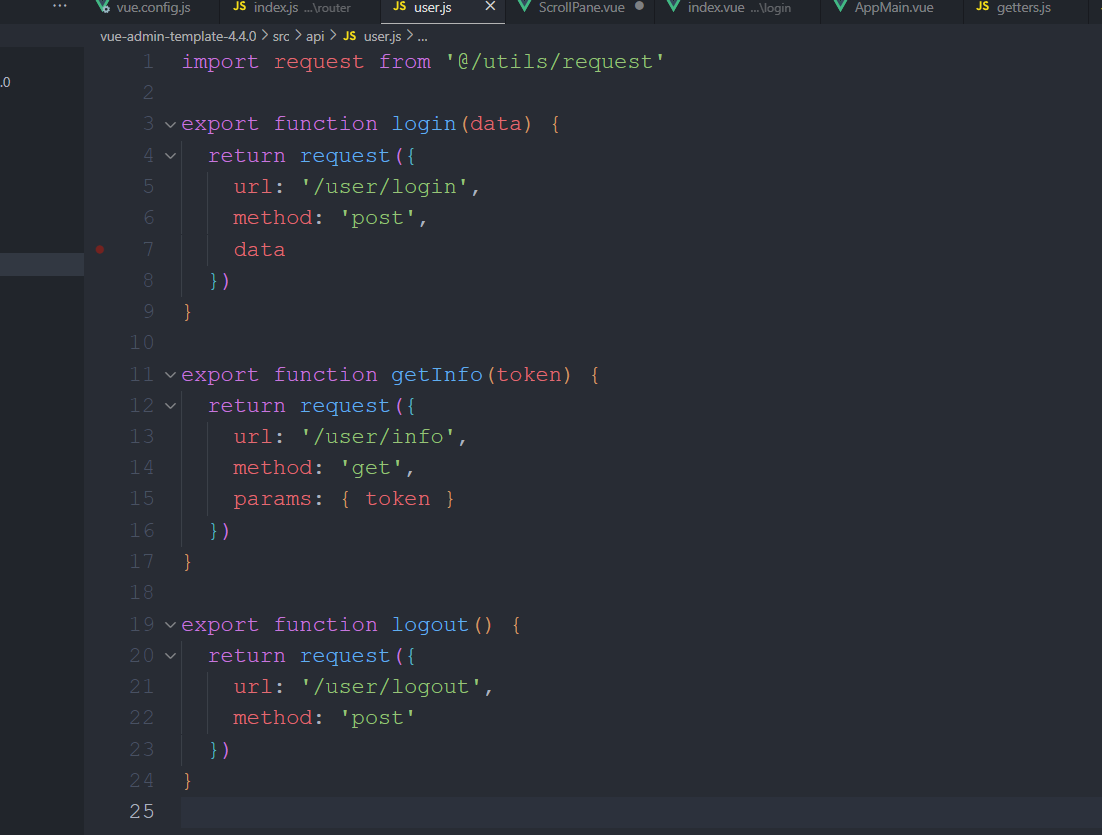 vue.config.js JS index.js ...\router JS user.js ScrollPane.vue index.vue ...\login AppMain.vue JS getters.js
vue-admin-template-4.4.0 > src > api > JS user.js > ...
.0
1 import request from '@/utils/request'
2
3 export function login(data) {
4 return request({
5 url: '/user/login',
6 method: 'post',
7 data
8 })
9 }
10
11 export function getInfo(token) {
12 return request({
13 url: '/user/info',
14 method: 'get',
15 params: { token }
16 })
17 }
18
19 export function logout() {
20 return request({
21 url: '/user/logout',
22 method: 'post'
23 })
24 }
25